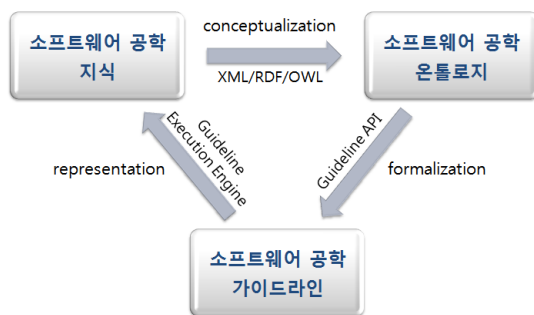 conceptualization
소프트웨어 공학
지식
XML/RDF/OWL
소프트웨어 공학
온톨로지
representation
Guideline
Execution Engine
Guideline API
formalization
소프트웨어 공학
가이드라인